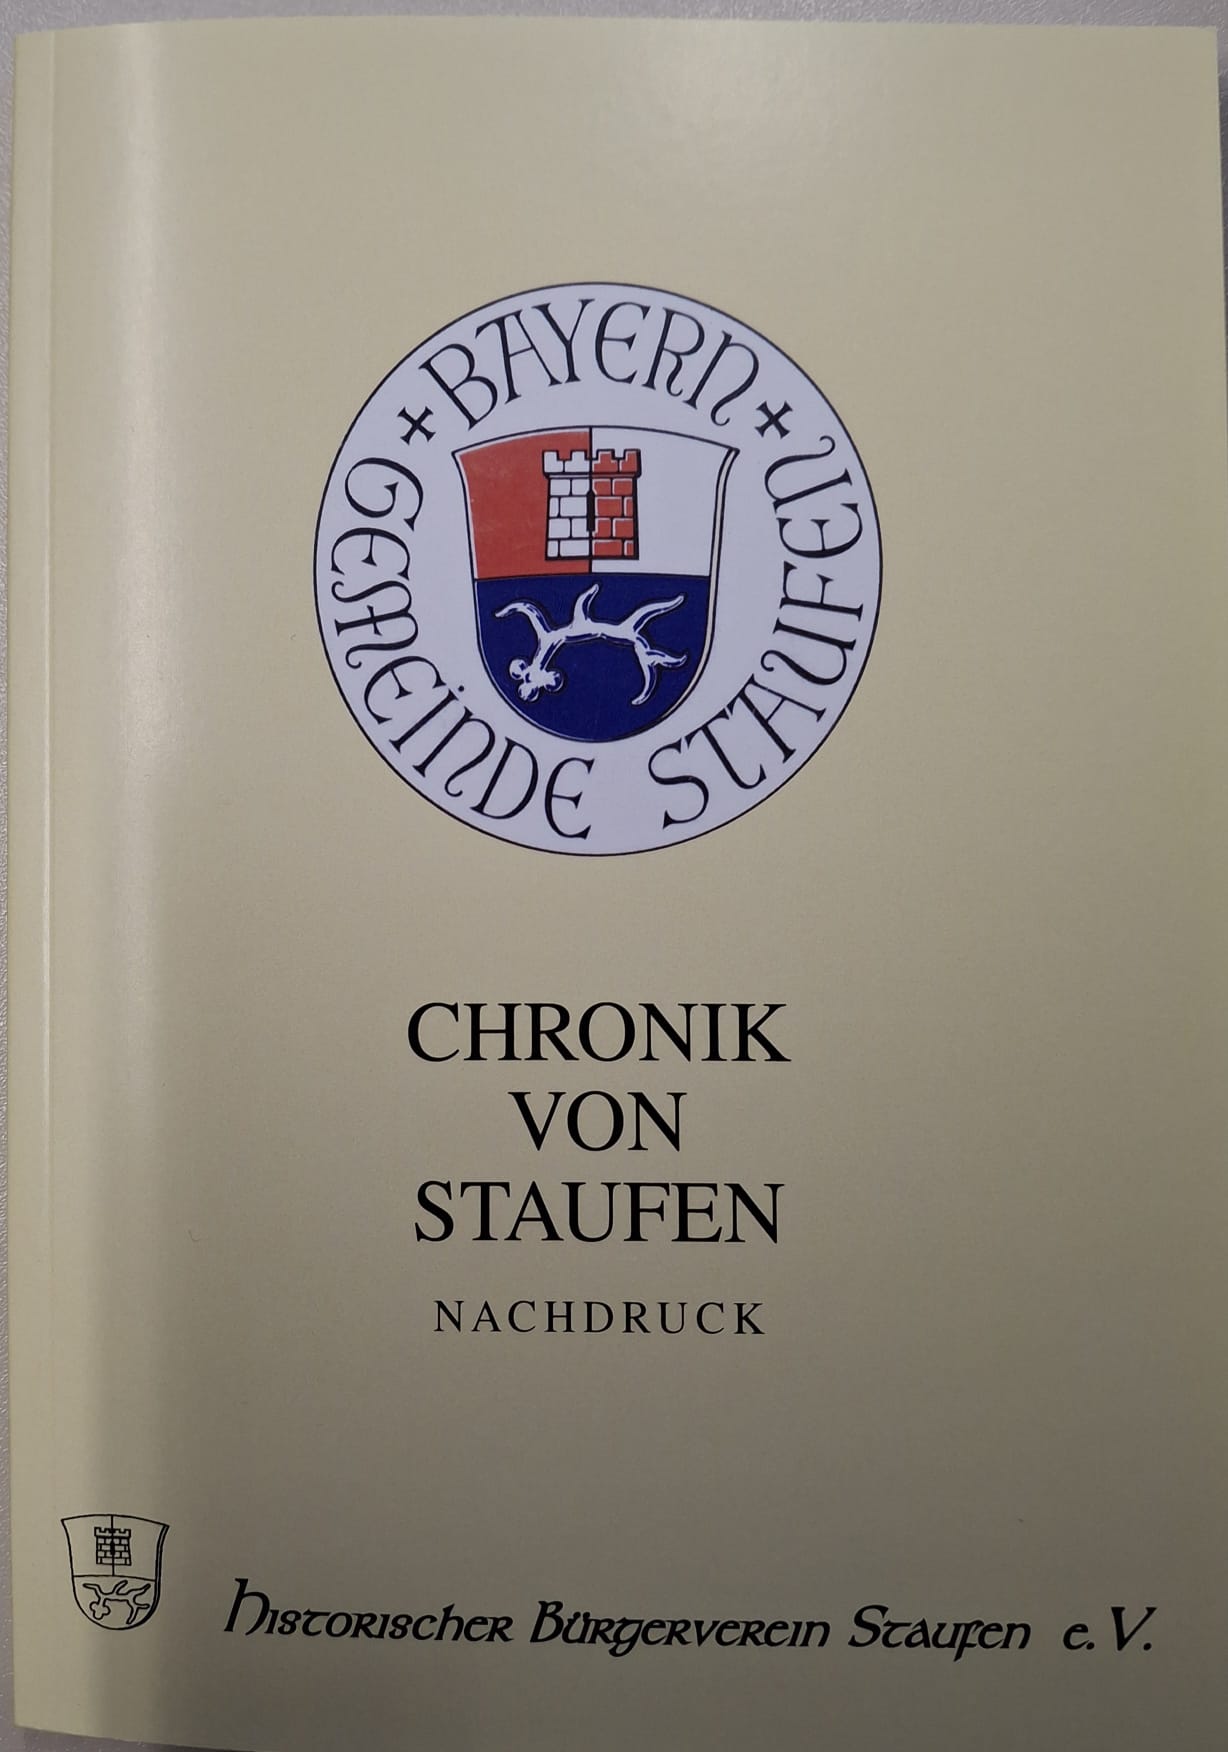 + BAYERN +
GEMEINDE STAUFEN
CHRONIK
VON
STAUFEN
NACHDRUCK
Historischer Bürgerverein Staufen e. V.